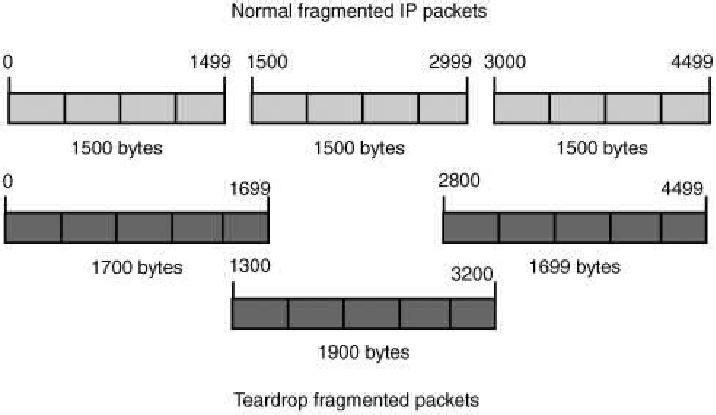 Normal fragmented IP packets
0 1499 1500 2999 3000 4499
1500 bytes 1500 bytes 1500 bytes
0 1699 2800 4499
1700 bytes 1699 bytes
1300 3200
1900 bytes
Teardrop fragmented packets